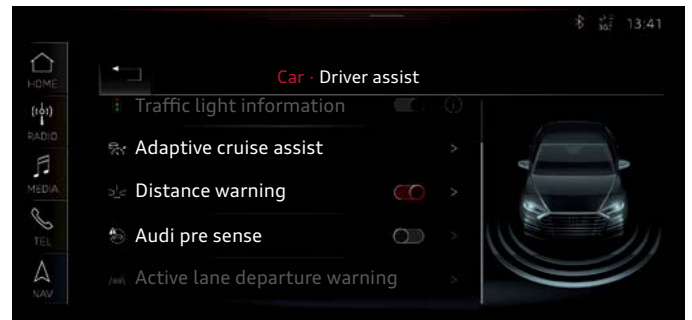 3G 13:41
HOME
Car · Driver assist
Traffic light information
RADIO
Adaptive cruise assist >
MEDIA
Distance warning >
TEL
Audi pre sense >
NAV
Active lane departure warning >